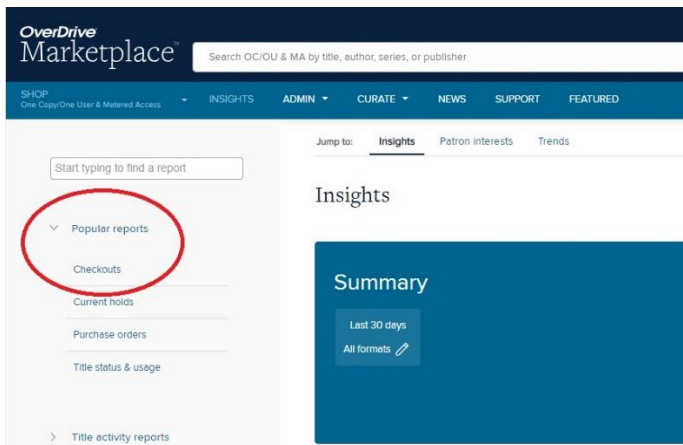 OverDrive
Marketplace™
Search OC/OU & MA by title, author, series, or publisher
SHOP
One Copy/One User & Metered Access
INSIGHTS ADMIN CURATE NEWS SUPPORT FEATURED
Jump to: Insights Patron interests Trends
Start typing to find a report
Insights
Popular reports
Checkouts
Current holds
Purchase orders
Title status & usage
Title activity reports
Summary
Last 30 days
All formats